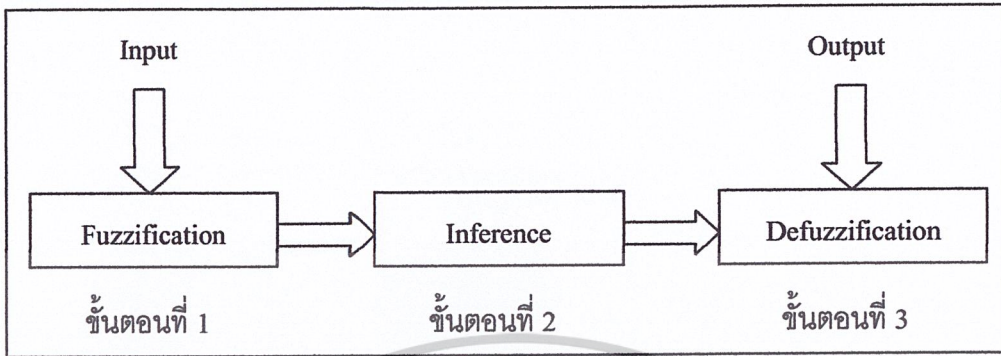 Input
Output
Fuzzification
Inference
Defuzzification
ขั้นตอนที่ 1
ขั้นตอนที่ 2
ขั้นตอนที่ 3